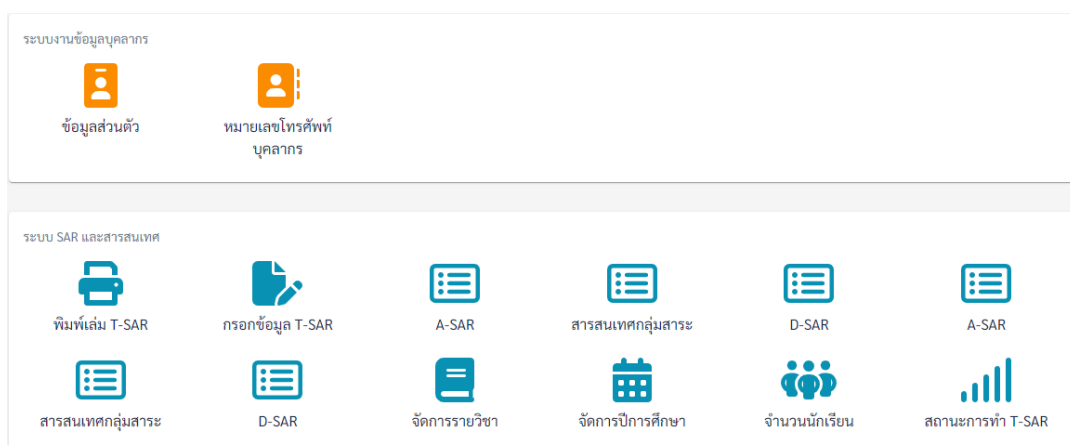 ระบบงานข้อมูลบุคลากร
ข้อมูลส่วนตัว
หมายเลขโทรศัพท์
บุคลากร
ระบบ SAR และสารสนเทศ
พิมพ์เล่ม T-SAR
กรอกข้อมูล T-SAR
A-SAR
สารสนเทศกลุ่มสาระ
D-SAR
A-SAR
สารสนเทศกลุ่มสาระ
D-SAR
จัดการรายวิชา
จัดการปีการศึกษา
จำนวนนักเรียน
สถานะการทำ T-SAR